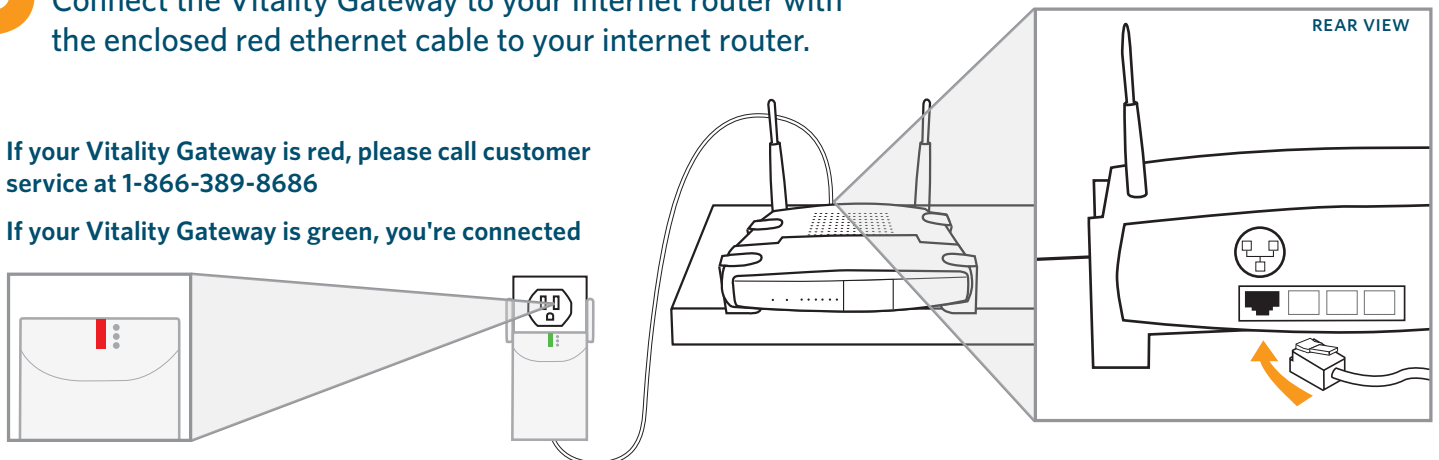 Connect the Vitality Gateway to your Internet router with
the enclosed red ethernet cable to your internet router.
REAR VIEW
If your Vitality Gateway is red, please call customer
service at 1-866-389-8686
If your Vitality Gateway is green, you're connected